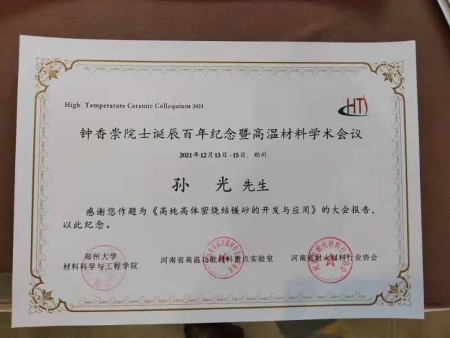 High Temperature Ceramic Colloquium 2021
HTI
钟香崇院士诞辰百年纪念暨高温材料学术会议
2021年12月13日~15日，郑州
孙 光 先生
感谢您作题为《高纯高体密烧结镁砂的开发与应用》的大会报告，
以此纪念。
郑州大学
材料科学与工程学院
河南省高温功能材料重点实验室
河南省耐火材料行业协会